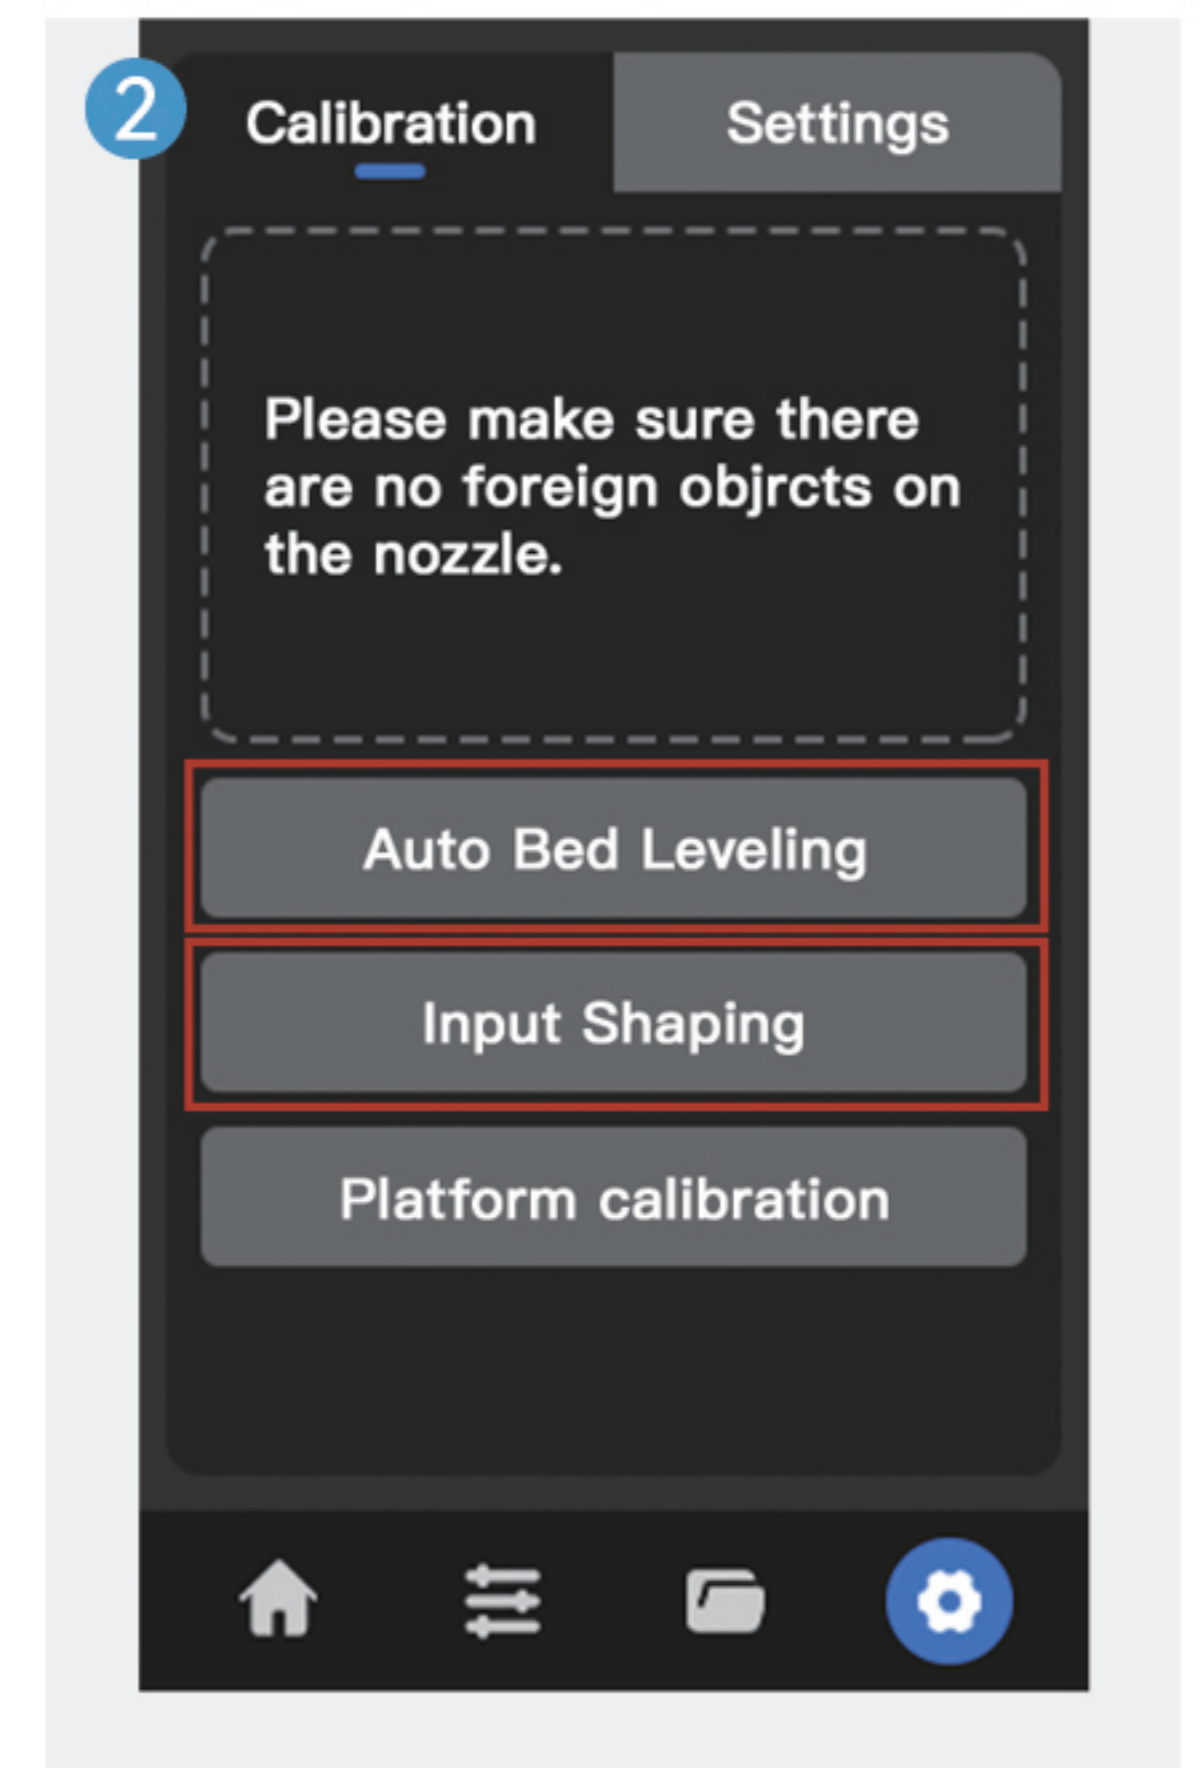 2
Calibration
Settings
Please make sure there
are no foreign objrcts on
the nozzle.
Auto Bed Leveling
Input Shaping
Platform calibration